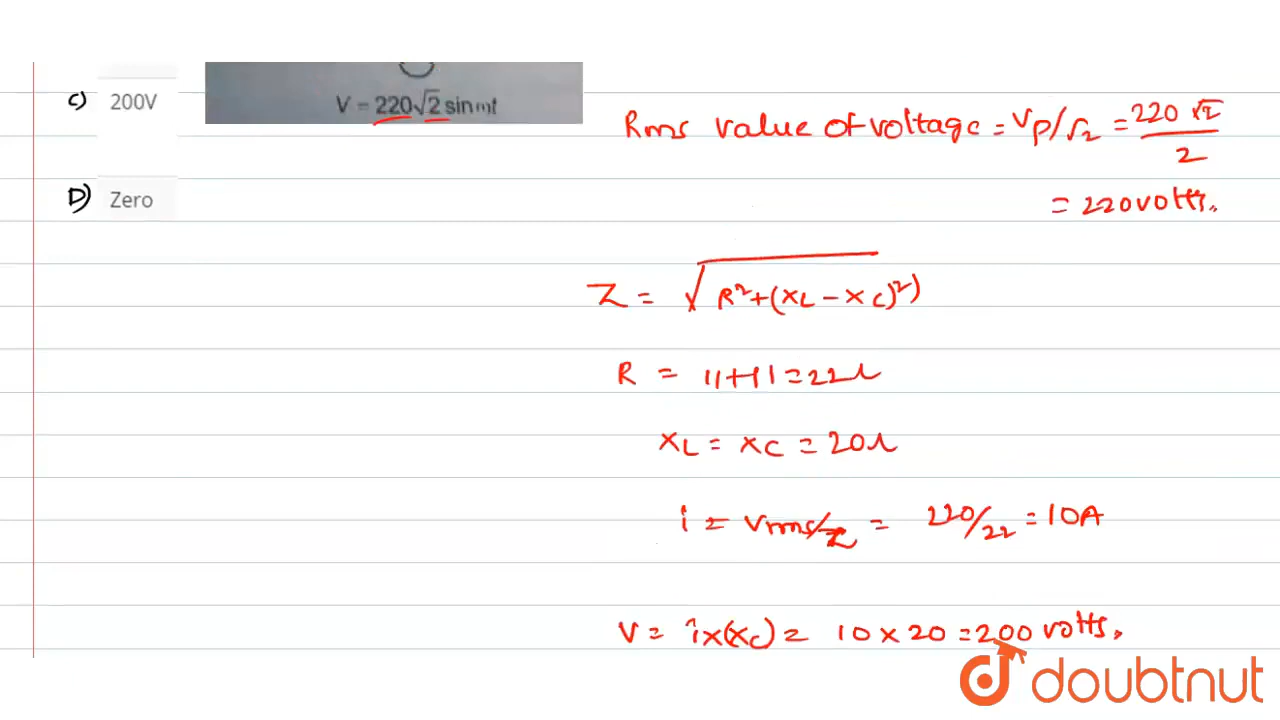 C) 200V
V = 220√2 sin ωt
Rms value of voltage = Vp/√2 = 220 √2 / 2
= 220 volts.
D) Zero
Z = √(R²+(XL – XC)²)
R = 11+11 = 22Ω
XL = XC = 20Ω
i = Vrms/Z = 220/22 = 10A
V = i×(XC) = 10 × 20 = 200 volts.
doubtnut